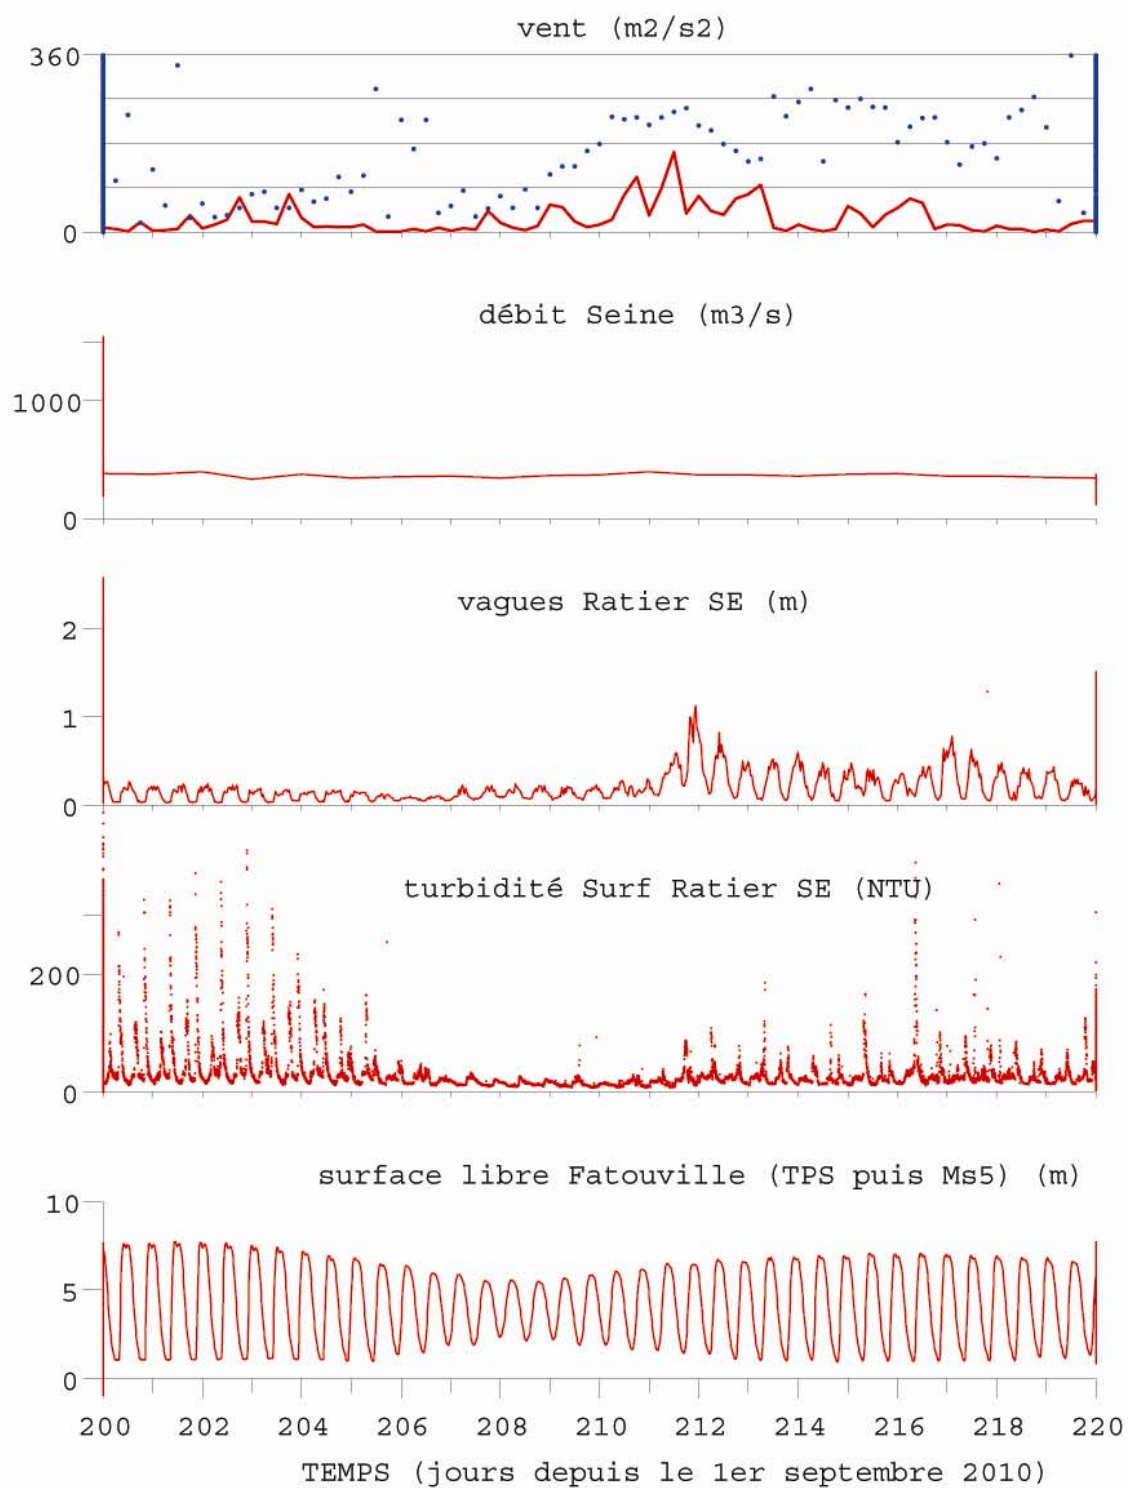 vent (m2/s2)
360
0
débit Seine (m3/s)
1000
0
vagues Ratier SE (m)
2
1
0
turbidité Surf Ratier SE (NTU)
200
0
surface libre Fatouville (TPS puis Ms5) (m)
10
5
0
200 202 204 206 208 210 212 214 216 218 220
TEMPS (jours depuis le 1er septembre 2010)